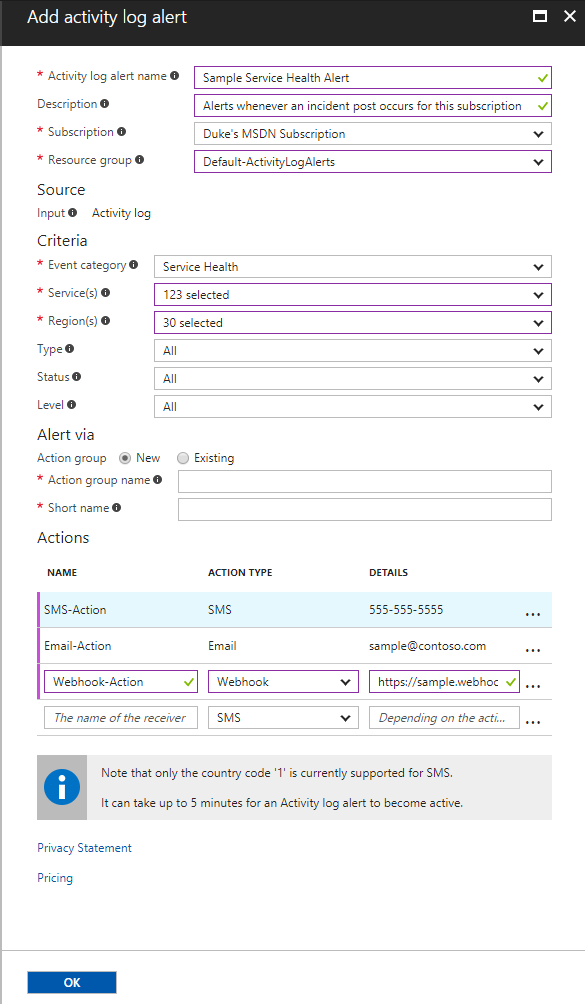 Add activity log alert
* Activity log alert name Sample Service Health Alert
Description Alerts whenever an incident post occurs for this subscription
* Subscription Duke's MSDN Subscription
* Resource group Default-ActivityLogAlerts
Source
Input Activity log
Criteria
* Event category Service Health
* Service(s) 123 selected
* Region(s) 30 selected
Type All
Status All
Level All
Alert via
Action group New Existing
* Action group name
* Short name
Actions
NAME ACTION TYPE DETAILS
SMS-Action SMS 555-555-5555 ...
Email-Action Email sample@contoso.com ...
Webhook-Action Webhook https://sample.webhoc ...
The name of the receiver SMS Depending on the acti... ...
Note that only the country code '1' is currently supported for SMS.
It can take up to 5 minutes for an Activity log alert to become active.
Privacy Statement
Pricing
OK